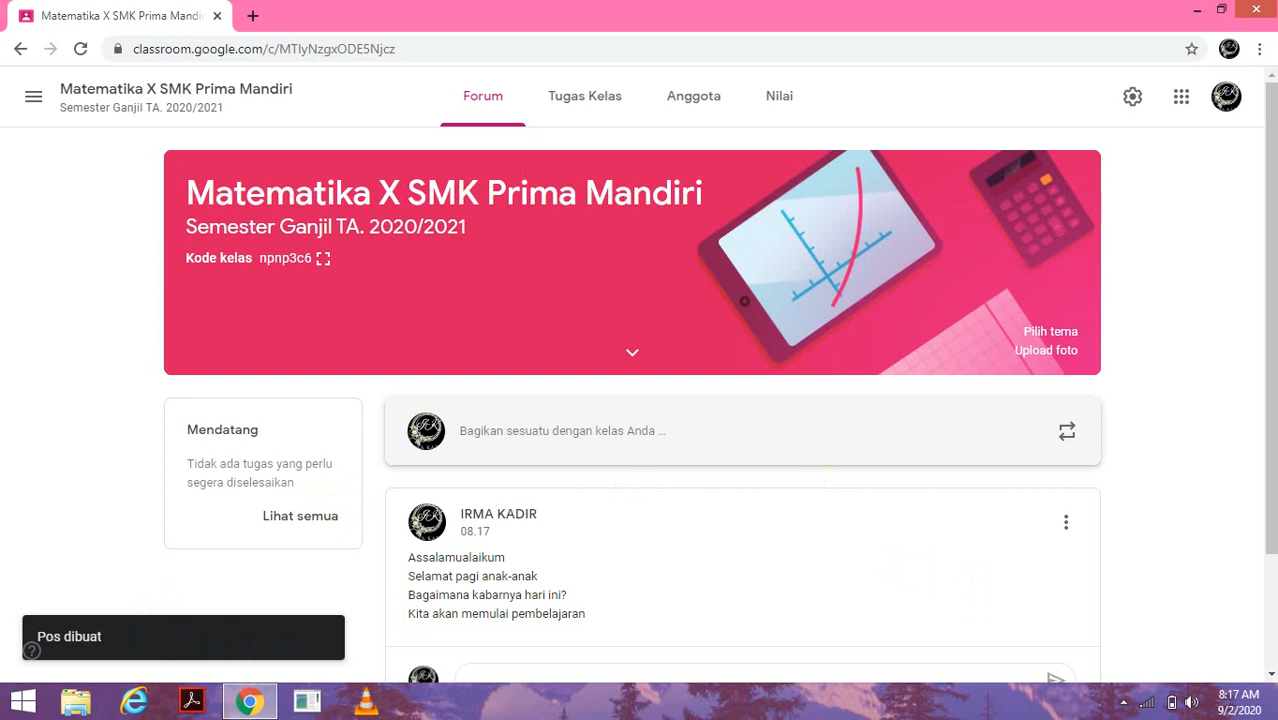 Matematika X SMK Prima Mandi
classroom.google.com/c/MTIyNzgxODE5Njcz
Matematika X SMK Prima Mandiri
Semester Ganjil TA. 2020/2021
Forum
Tugas Kelas
Anggota
Nilai
Matematika X SMK Prima Mandiri
Semester Ganjil TA. 2020/2021
Kode kelas npnp3c6
Pilih tema
Upload foto
Mendatang
Tidak ada tugas yang perlu
segera diselesaikan
Lihat semua
Bagikan sesuatu dengan kelas Anda ...
IRMA KADIR
08.17
Assalamualaikum
Selamat pagi anak-anak
Bagaimana kabarnya hari ini?
Kita akan memulai pembelajaran
Pos dibuat
8:17 AM
9/2/2020